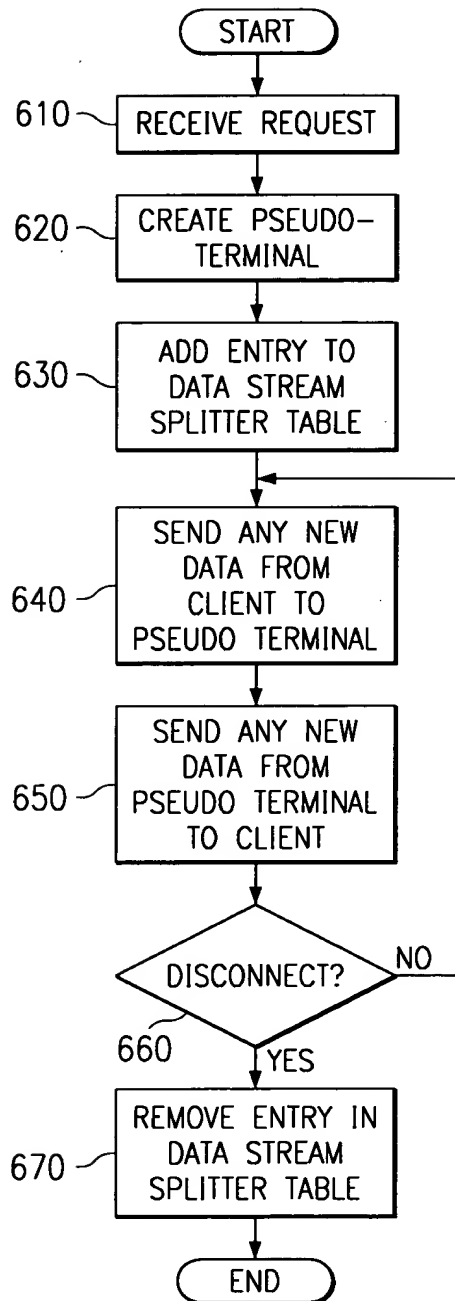 START
610
RECEIVE REQUEST
620
CREATE PSEUDO-
TERMINAL
630
ADD ENTRY TO
DATA STREAM
SPLITTER TABLE
640
SEND ANY NEW
DATA FROM
CLIENT TO
PSEUDO TERMINAL
650
SEND ANY NEW
DATA FROM
PSEUDO TERMINAL
TO CLIENT
DISCONNECT?
NO
660
YES
670
REMOVE ENTRY IN
DATA STREAM
SPLITTER TABLE
END